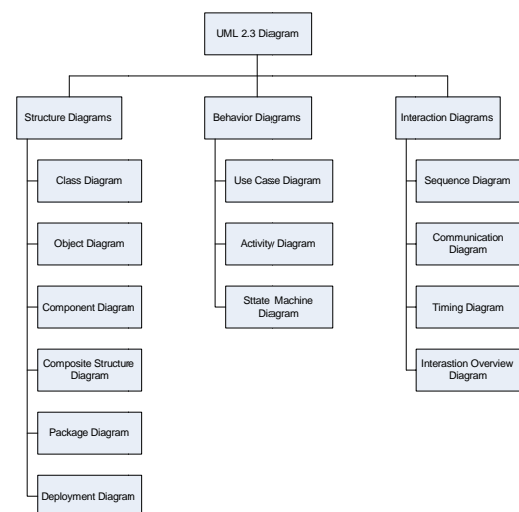 UML 2.3 Diagram
Structure Diagrams
Behavior Diagrams
Interaction Diagrams
Class Diagram
Use Case Diagram
Sequence Diagram
Object Diagram
Activity Diagram
Communication
Diagram
Component Diagram
Sttate Machine
Diagram
Timing Diagram
Composite Structure
Diagram
Interastion Overview
Diagram
Package Diagram
Deployment Diagram